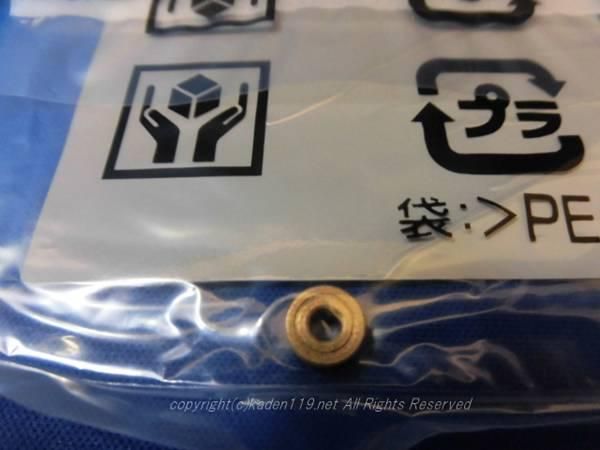 プラ
袋:>PE
copyright(c)kaden119.net All Rights Reserved